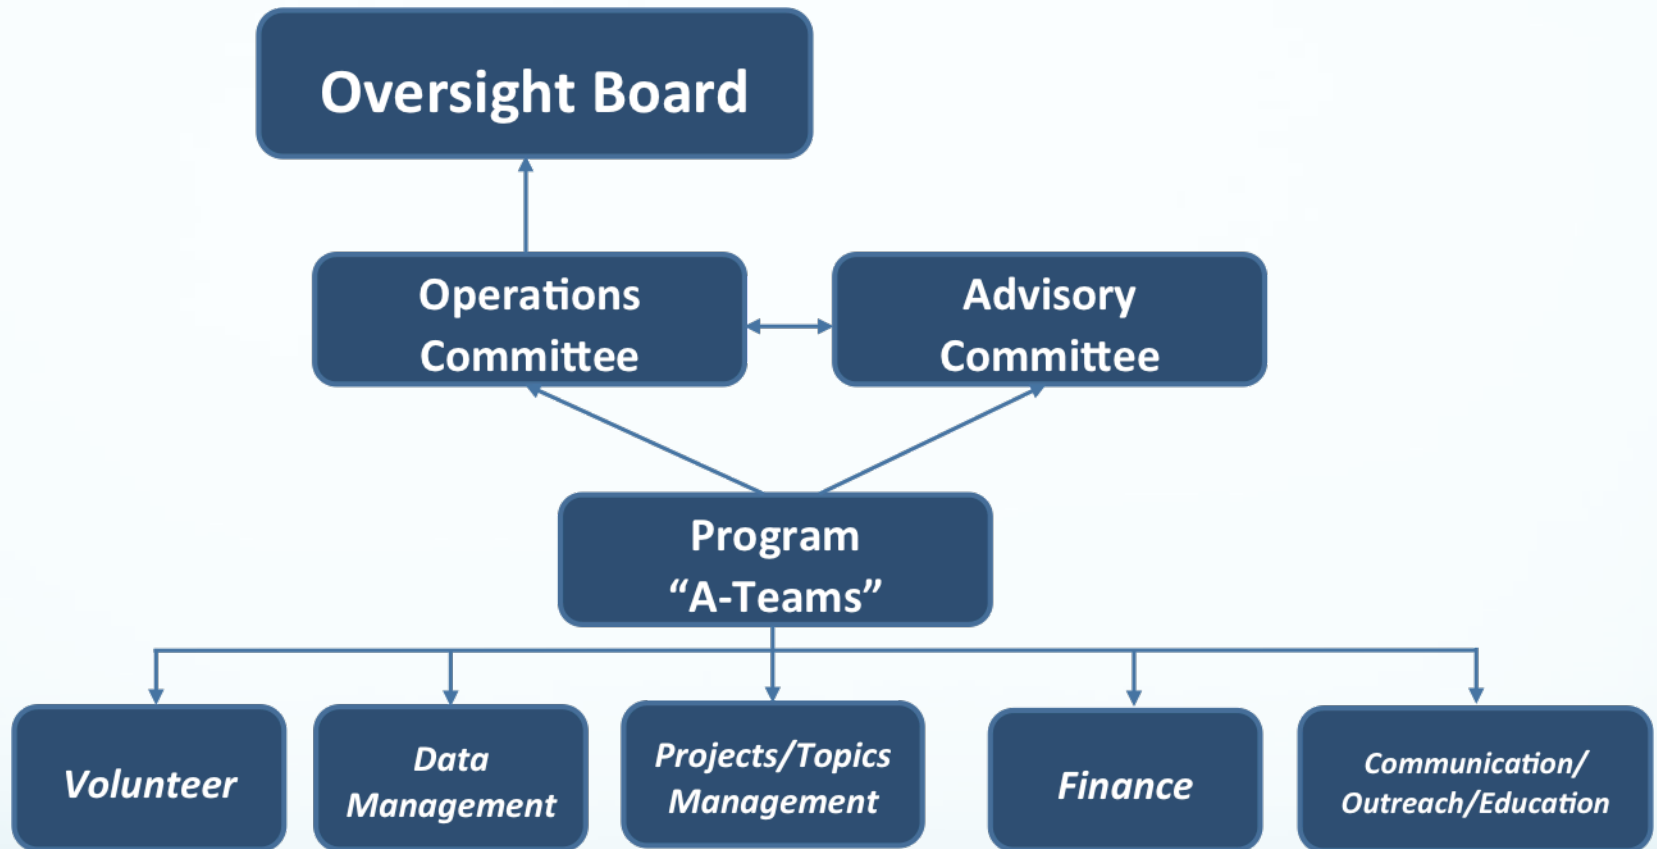 Oversight Board
Operations
Committee
Advisory
Committee
Program
“A-Teams”
Volunteer
Data
Management
Projects/Topics
Management
Finance
Communication/
Outreach/Education